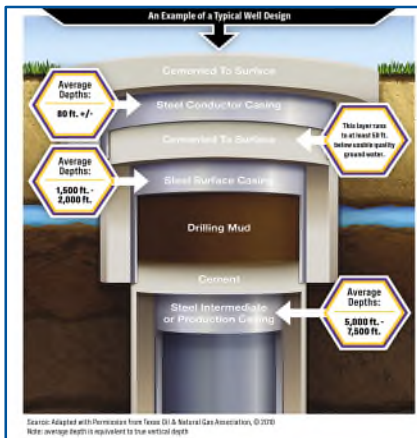 An Example of a Typical Well Design
Cemented To Surface
Average
Depths:
80 ft. +/-
Steel Conductor Casing
Cemented To Surface
This layer runs
to at least 50 ft.
below usable quality
ground water.
Average
Depths:
1,500 ft. -
2,000 ft.
Steel Surface Casing
Drilling Mud
Cement
Steel Intermediate
or Production Casing
Average
Depths:
5,000 ft. -
7,500 ft.
Source: Adapted with Permission from Texas Oil & Natural Gas Association, © 2010
Note: average depth is equivalent to true vertical depth